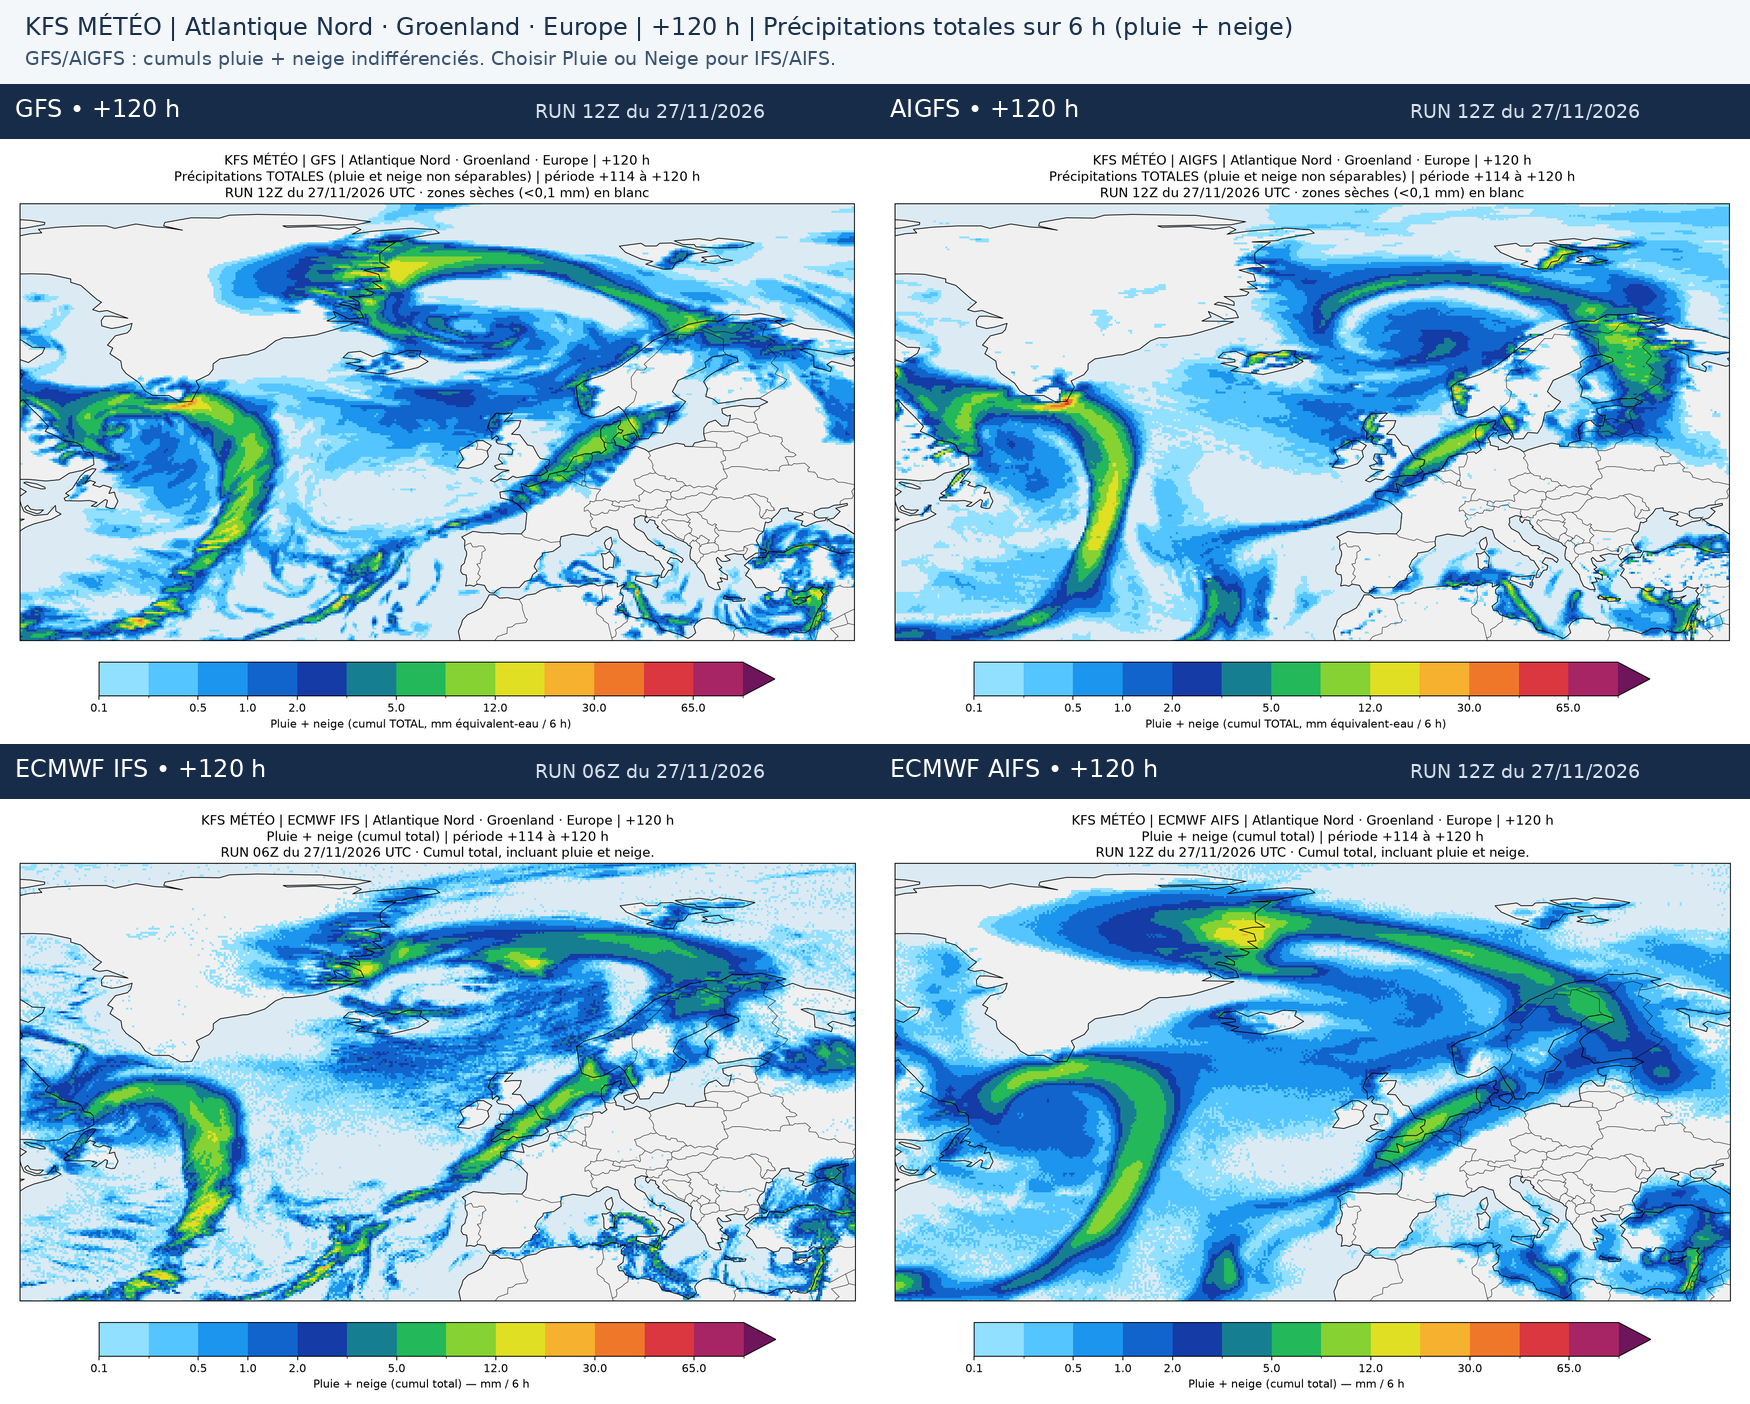 KFS MÉTÉO | Atlantique Nord · Groenland · Europe | +120 h | Précipitations totales sur 6 h (pluie + neige)
GFS/AIGFS : cumuls pluie + neige indifférenciés. Choisir Pluie ou Neige pour IFS/AIFS.
GFS • +120 h RUN 12Z du 27/11/2026
KFS MÉTÉO | GFS | Atlantique Nord · Groenland · Europe | +120 h
Précipitations TOTALES (pluie et neige non séparables) | période +114 à +120 h
RUN 12Z du 27/11/2026 UTC · zones sèches (<0,1 mm) en blanc
0.1 0.5 1.0 2.0 5.0 12.0 30.0 65.0
Pluie + neige (cumul TOTAL, mm équivalent-eau / 6 h)
AIGFS • +120 h RUN 12Z du 27/11/2026
KFS MÉTÉO | AIGFS | Atlantique Nord · Groenland · Europe | +120 h
Précipitations TOTALES (pluie et neige non séparables) | période +114 à +120 h
RUN 12Z du 27/11/2026 UTC · zones sèches (<0,1 mm) en blanc
0.1 0.5 1.0 2.0 5.0 12.0 30.0 65.0
Pluie + neige (cumul TOTAL, mm équivalent-eau / 6 h)
ECMWF IFS • +120 h RUN 06Z du 27/11/2026
KFS MÉTÉO | ECMWF IFS | Atlantique Nord · Groenland · Europe | +120 h
Pluie + neige (cumul total) | période +114 à +120 h
RUN 06Z du 27/11/2026 UTC · Cumul total, incluant pluie et neige.
0.1 0.5 1.0 2.0 5.0 12.0 30.0 65.0
Pluie + neige (cumul total) — mm / 6 h
ECMWF AIFS • +120 h RUN 12Z du 27/11/2026
KFS MÉTÉO | ECMWF AIFS | Atlantique Nord · Groenland · Europe | +120 h
Pluie + neige (cumul total) | période +114 à +120 h
RUN 12Z du 27/11/2026 UTC · Cumul total, incluant pluie et neige.
0.1 0.5 1.0 2.0 5.0 12.0 30.0 65.0
Pluie + neige (cumul total) — mm / 6 h